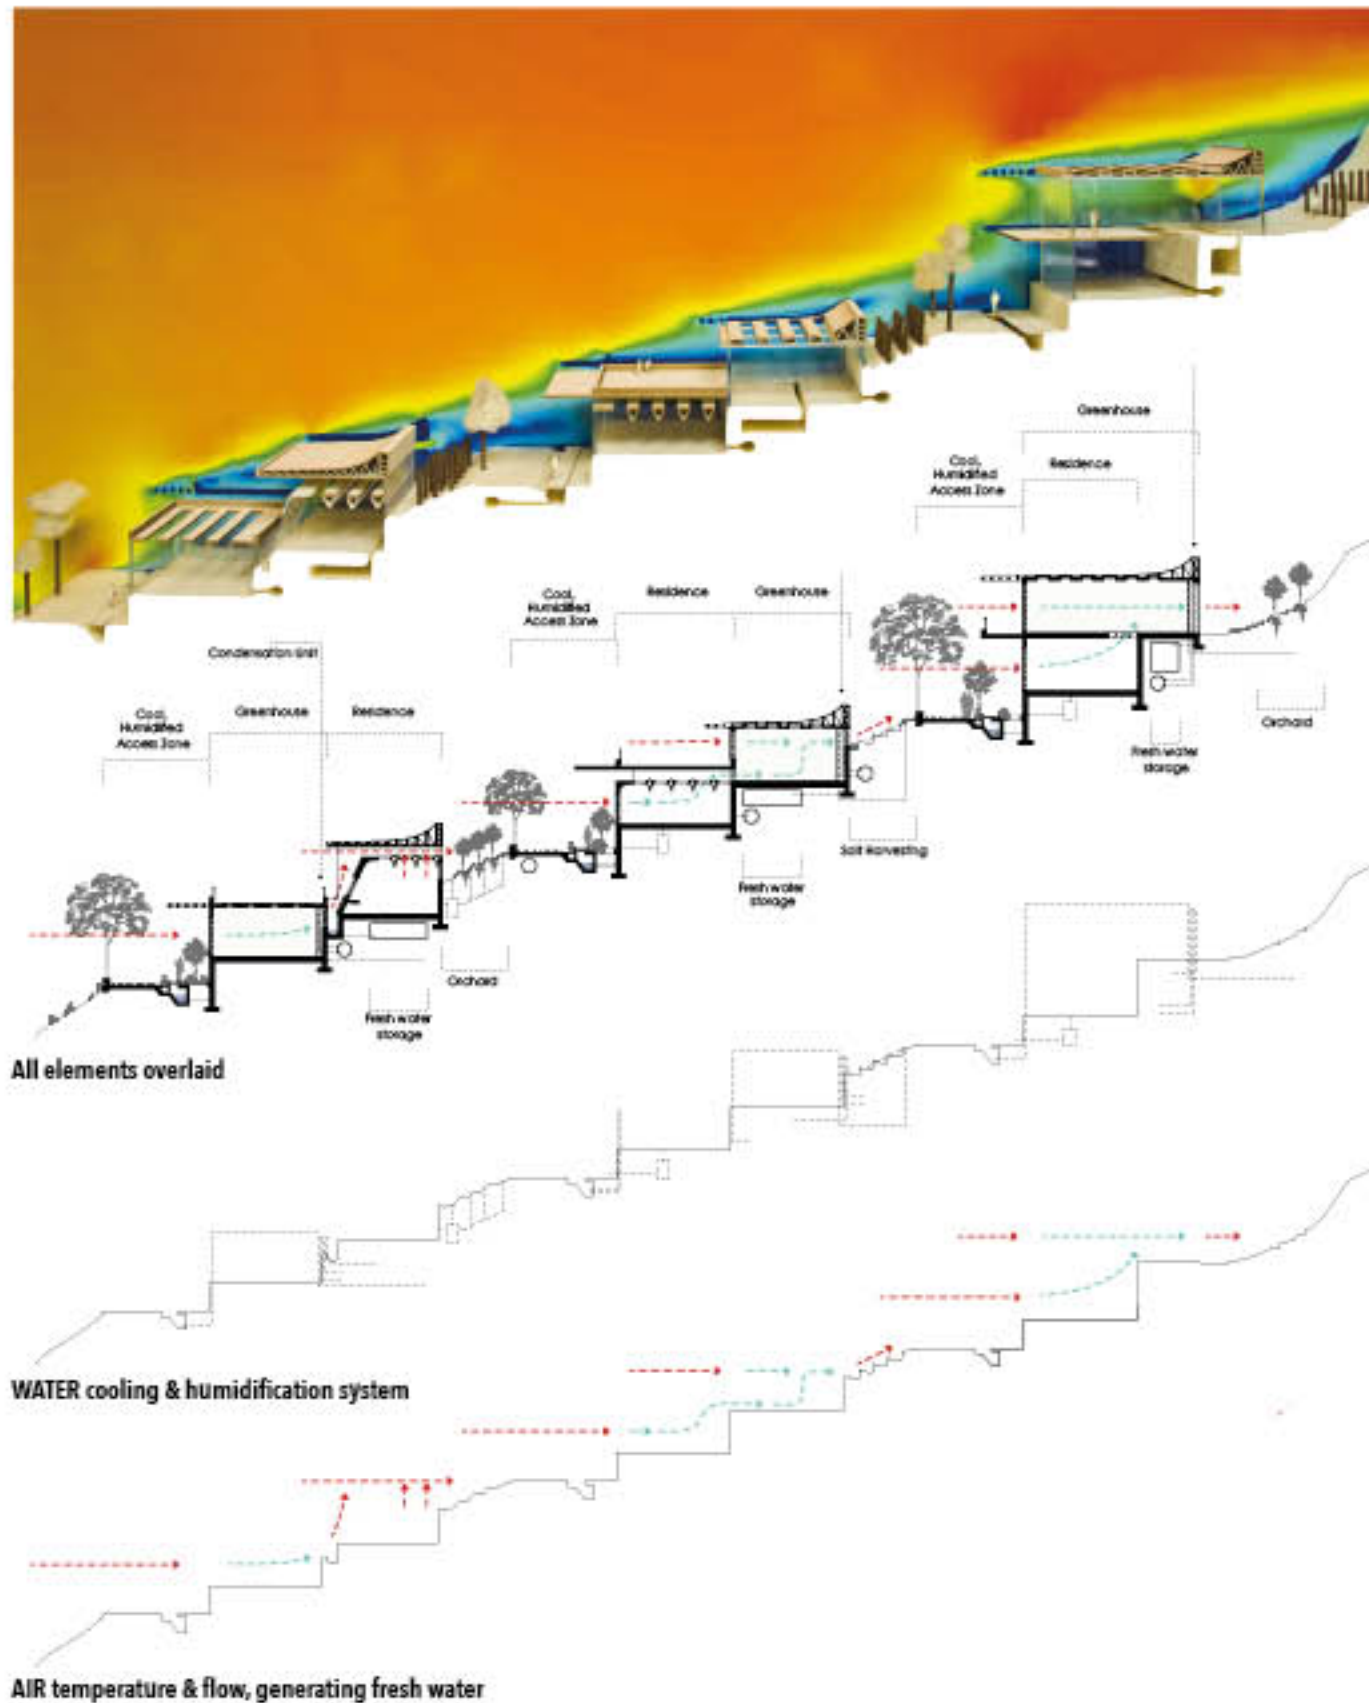 Greenhouse
Cool,
Humidified
Access Zone
Residence
Cool,
Humidified
Access Zone
Residence
Greenhouse
Condensation Unit
Cool,
Humidified
Access Zone
Greenhouse
Residence
Orchard
Fresh water
storage
Salt Harvesting
Fresh water
storage
Orchard
Fresh water
storage
All elements overlaid
WATER cooling & humidification system
AIR temperature & flow, generating fresh water